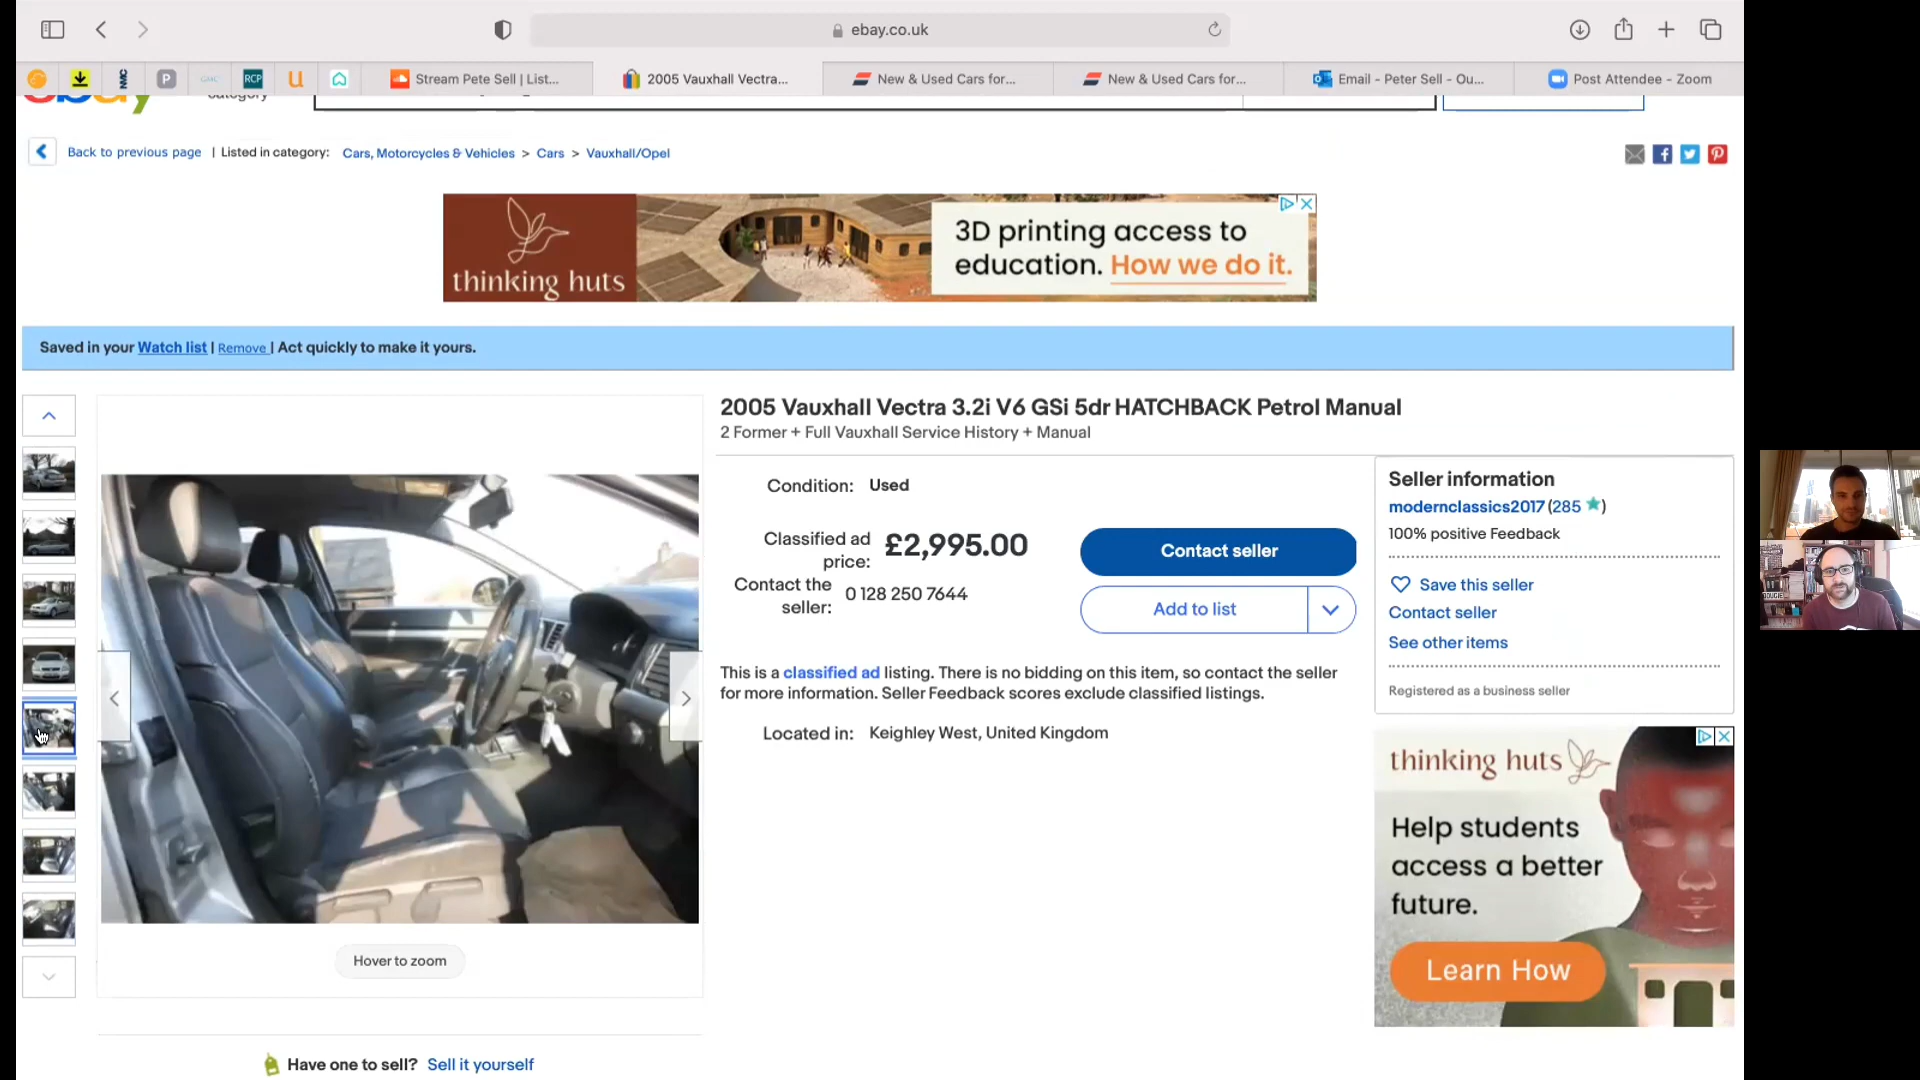 ebay.co.uk
NMC
P
GMC
RCP
Stream Pete Sell | List...
2005 Vauxhall Vectra...
New & Used Cars for...
New & Used Cars for...
Email - Peter Sell - Ou...
Post Attendee - Zoom
ebay
category
Back to previous page | Listed in category: Cars, Motorcycles & Vehicles > Cars > Vauxhall/Opel
thinking huts
3D printing access to
education. How we do it.
Saved in your Watch list | Remove | Act quickly to make it yours.
2005 Vauxhall Vectra 3.2i V6 GSi 5dr HATCHBACK Petrol Manual
2 Former + Full Vauxhall Service History + Manual
Condition: Used
Classified ad
price: £2,995.00
Contact the
seller: 0 128 250 7644
Contact seller
Add to list
This is a classified ad listing. There is no bidding on this item, so contact the seller
for more information. Seller Feedback scores exclude classified listings.
Located in: Keighley West, United Kingdom
Seller information
modernclassics2017 (285)
100% positive Feedback
Save this seller
Contact seller
See other items
Registered as a business seller
thinking huts
Help students
access a better
future.
Learn How
Hover to zoom
Have one to sell? Sell it yourself